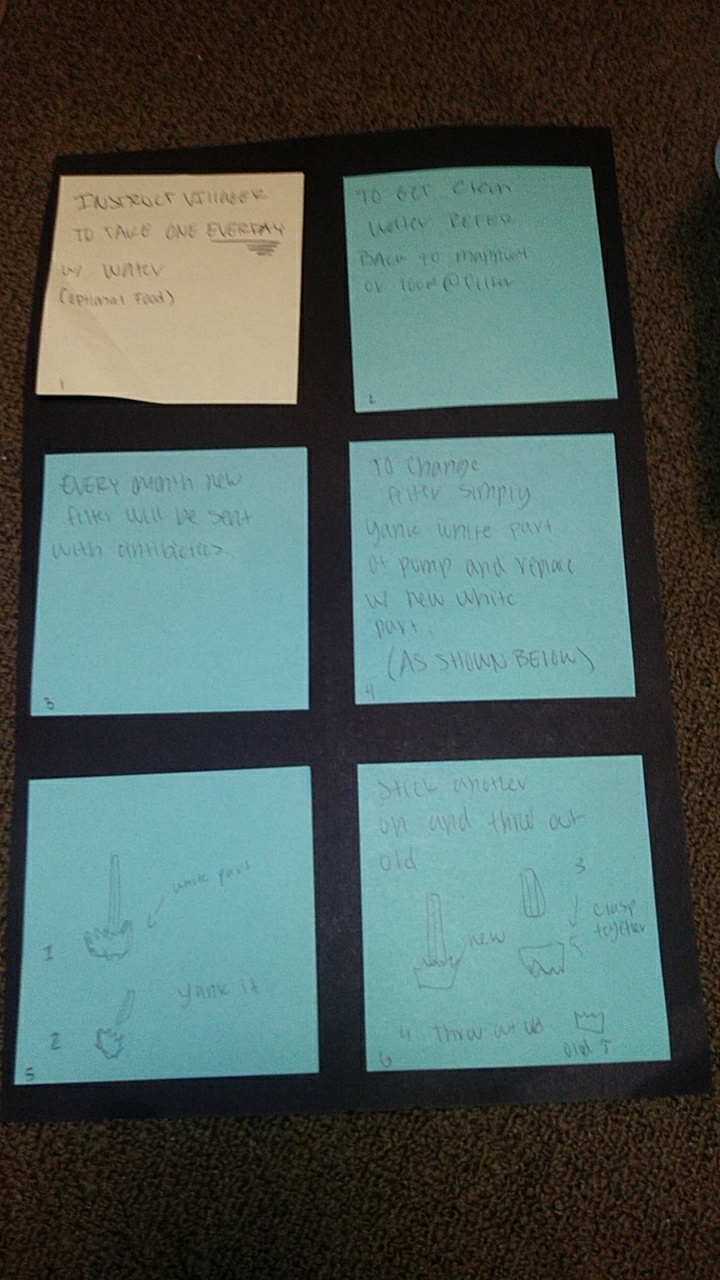 INSTRUCT VILLAGER
TO TAKE ONE EVERYDAY
w/ water
(optional Food)
1
TO GET Clean
water REFER
BACK TO
or look @ filter
2
EVERY month new
filter will be sent
with antibiotics.
3
TO change
filter simply
yank white part
of pump and replace
w/ new white
part.
(AS SHOWN BELOW)
4
white part
1
yank it
2
5
Stick another
on and throw out
old
3
clasp
together
new
4 Throw out old
old
6